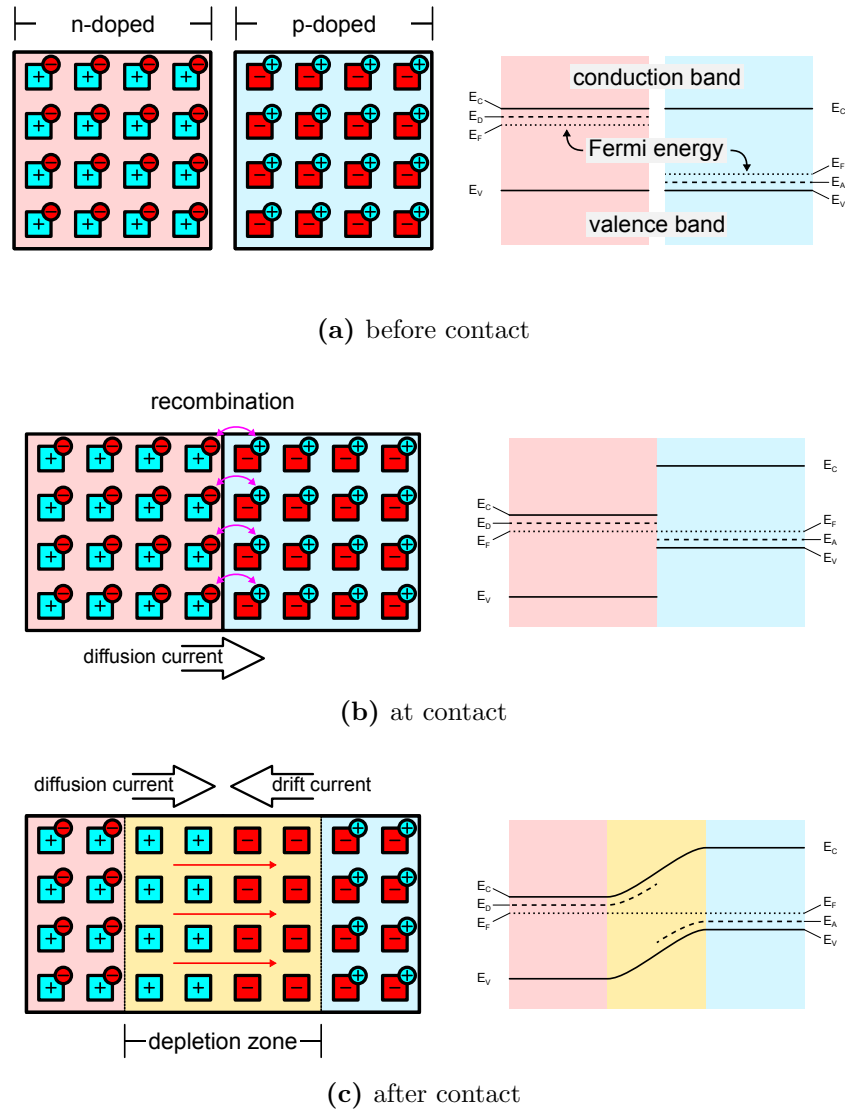 n-doped
p-doped
conduction band
E_C
E_D
E_F
Fermi energy
E_V
valence band
E_C
E_F
E_A
E_V
(a) before contact
recombination
diffusion current
E_C
E_D
E_F
E_V
E_C
E_F
E_A
E_V
(b) at contact
diffusion current
drift current
depletion zone
E_C
E_D
E_F
E_V
E_C
E_F
E_A
E_V
(c) after contact